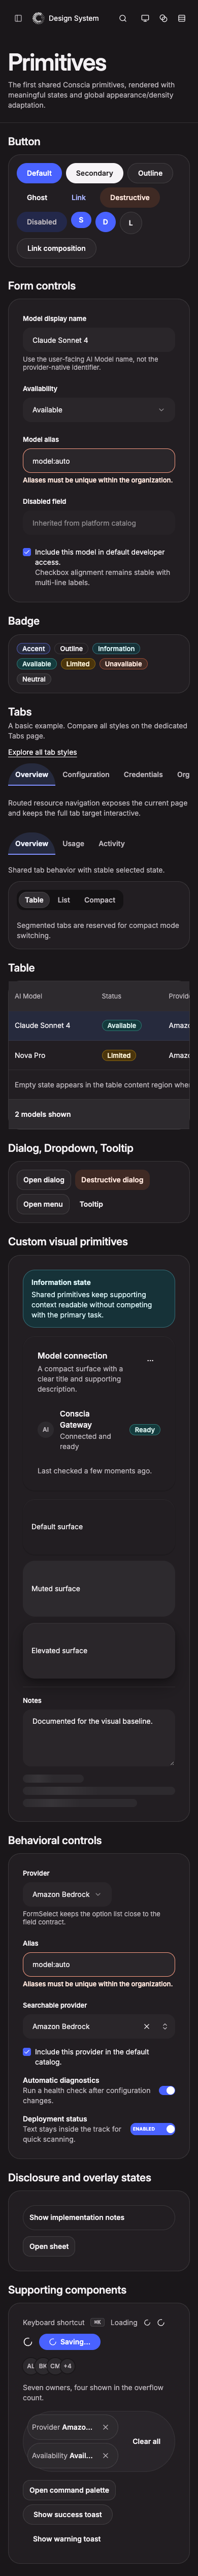 Design System
Primitives
The first shared Conscia primitives, rendered with
meaningful states and global appearance/density
adaptation.
Button
Default
Secondary
Outline
Ghost
Link
Destructive
Disabled
S
D
L
Link composition
Form controls
Model display name
Claude Sonnet 4
Use the user-facing AI Model name, not the
provider-native identifier.
Availability
Available
Model alias
model:auto
Aliases must be unique within the organization.
Disabled field
Inherited from platform catalog
Include this model in default developer
access.
Checkbox alignment remains stable with
multi-line labels.
Badge
Accent
Outline
Information
Available
Limited
Unavailable
Neutral
Tabs
A basic example. Compare all styles on the dedicated
Tabs page.
Explore all tab styles
Overview
Configuration
Credentials
Org
Routed resource navigation exposes the current page
and keeps the full tab target interactive.
Overview
Usage
Activity
Shared tab behavior with stable selected state.
Table
List
Compact
Segmented tabs are reserved for compact mode
switching.
Table
AI Model
Status
Provid
Claude Sonnet 4
Available
Amazo
Nova Pro
Limited
Amazo
Empty state appears in the table content region when
2 models shown
Dialog, Dropdown, Tooltip
Open dialog
Destructive dialog
Open menu
Tooltip
Custom visual primitives
Information state
Shared primitives keep supporting
context readable without competing
with the primary task.
Model connection
A compact surface with a
clear title and supporting
description.
AI
Conscia
Gateway
Connected and
ready
Ready
Last checked a few moments ago.
Default surface
Muted surface
Elevated surface
Notes
Documented for the visual baseline.
Behavioral controls
Provider
Amazon Bedrock
FormSelect keeps the option list close to the
field contract.
Alias
model:auto
Aliases must be unique within the organization.
Searchable provider
Amazon Bedrock
Include this provider in the default
catalog.
Automatic diagnostics
Run a health check after configuration
changes.
Deployment status
Text stays inside the track for
quick scanning.
ENABLED
Disclosure and overlay states
Show implementation notes
Open sheet
Supporting components
Keyboard shortcut
⌘K
Loading
Saving...
+4
Seven owners, four shown in the overflow
count.
Provider Amazo...
Availability Avail...
Clear all
Open command palette
Show success toast
Show warning toast